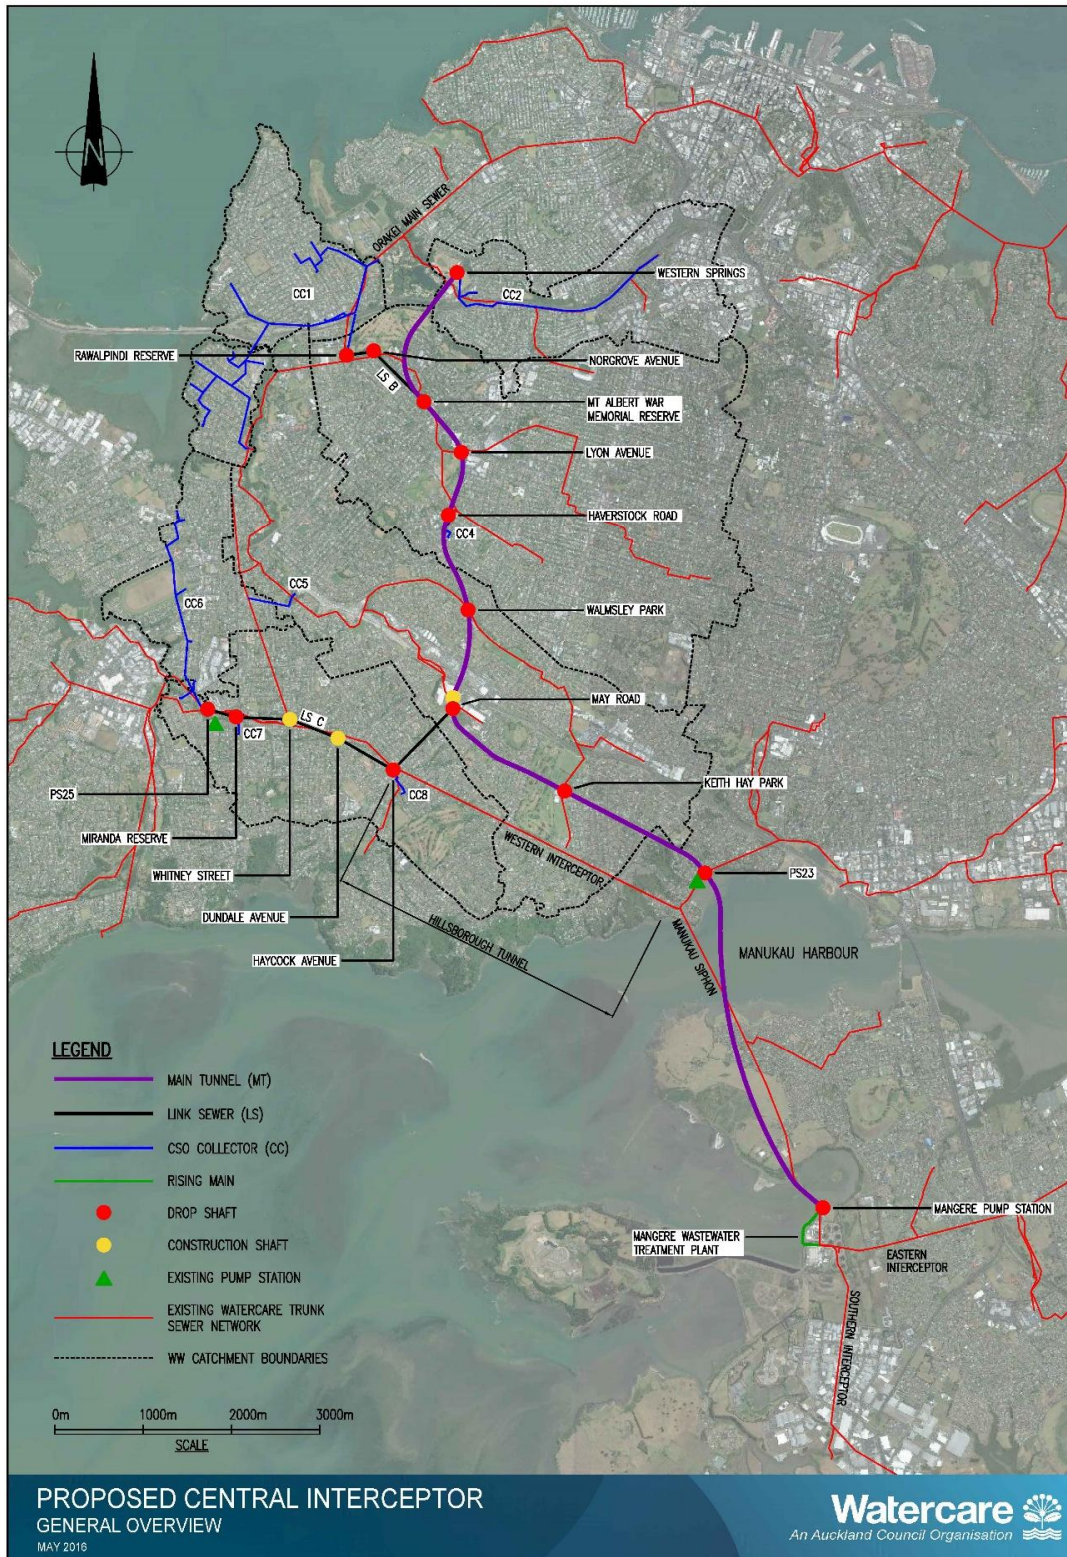 N
ORAKEI MAIN SEWER
WESTERN SPRINGS
CC1
CC2
RAWALPINDI RESERVE
NORGROVE AVENUE
LS B
MT ALBERT WAR
MEMORIAL RESERVE
LYON AVENUE
HAVERSTOCK ROAD
CC4
CC5
CC6
WALMSLEY PARK
MAY ROAD
LS C
CC7
PS25
CC8
KEITH HAY PARK
MIRANDA RESERVE
WHITNEY STREET
WESTERN INTERCEPTOR
PS23
DUNDALE AVENUE
HAYCOCK AVENUE
HILLSBOROUGH TUNNEL
MANUKAU SIPHON
MANUKAU HARBOUR
LEGEND
MAIN TUNNEL (MT)
LINK SEWER (LS)
CSO COLLECTOR (CC)
RISING MAIN
DROP SHAFT
CONSTRUCTION SHAFT
EXISTING PUMP STATION
EXISTING WATERCARE TRUNK
SEWER NETWORK
WW CATCHMENT BOUNDARIES
MANGERE PUMP STATION
MANGERE WASTEWATER
TREATMENT PLANT
EASTERN
INTERCEPTOR
SOUTHERN INTERCEPTOR
0m 1000m 2000m 3000m
SCALE
PROPOSED CENTRAL INTERCEPTOR
GENERAL OVERVIEW
MAY 2016
Watercare
An Auckland Council Organisation